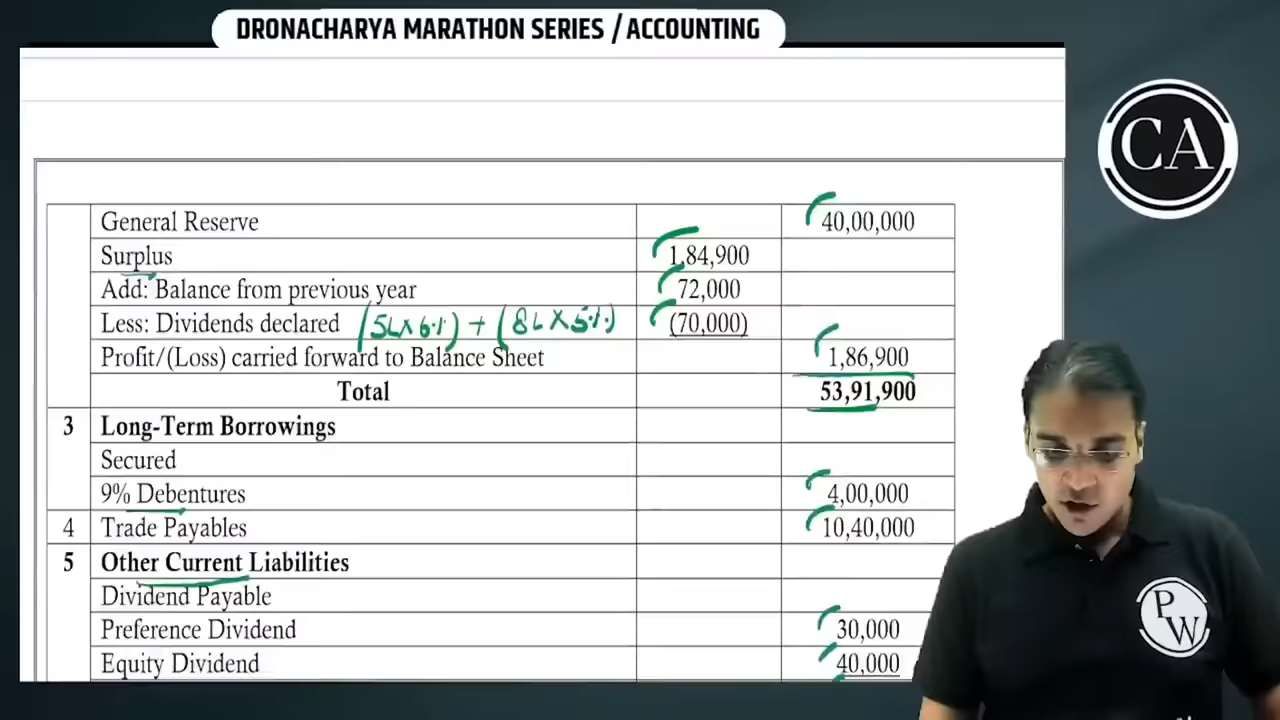 DRONACHARYA MARATHON SERIES / ACCOUNTING
CA
General Reserve 40,00,000
Surplus 1,84,900
Add: Balance from previous year 72,000
Less: Dividends declared (5L×6%) + (8L×5%) (70,000)
Profit/(Loss) carried forward to Balance Sheet 1,86,900
Total 53,91,900
3 Long-Term Borrowings
Secured
9% Debentures 4,00,000
4 Trade Payables 10,40,000
5 Other Current Liabilities
Dividend Payable
Preference Dividend 30,000
Equity Dividend 40,000
PW